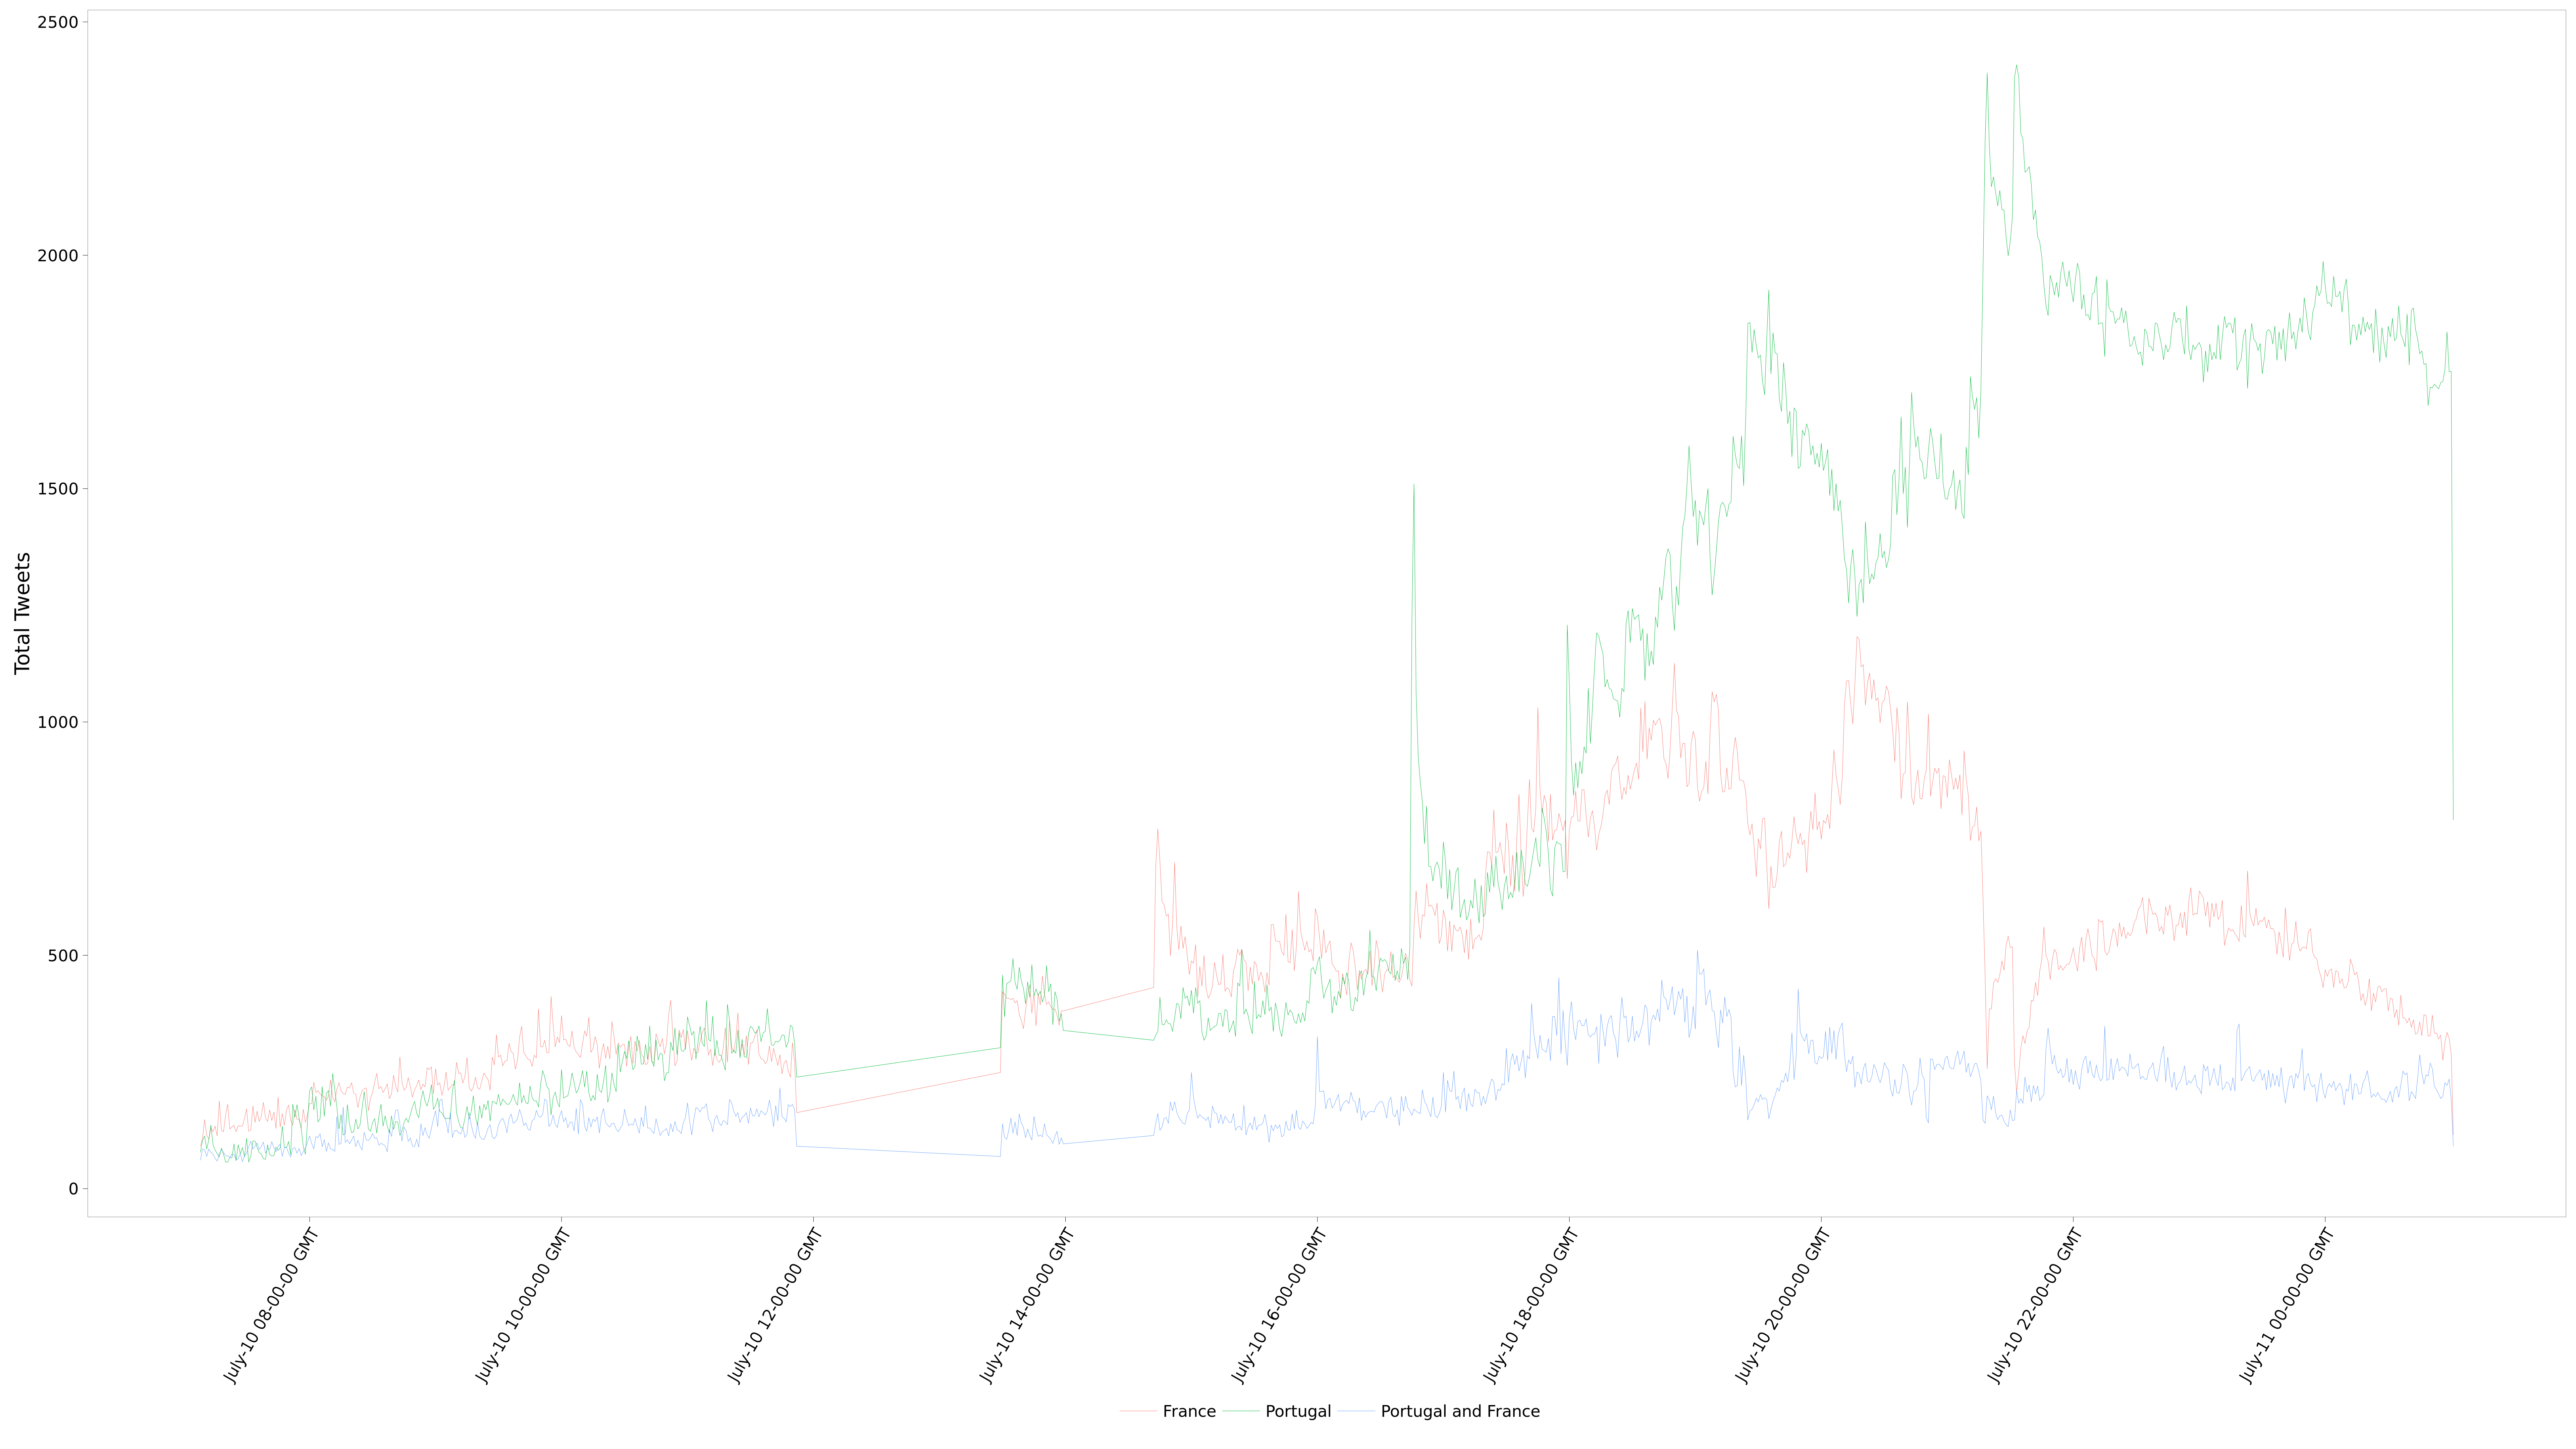 2500
2000
1500
1000
500
0
Total Tweets
July-10 08-00-00 GMT
July-10 10-00-00 GMT
July-10 12-00-00 GMT
July-10 14-00-00 GMT
July-10 16-00-00 GMT
July-10 18-00-00 GMT
July-10 20-00-00 GMT
July-10 22-00-00 GMT
July-11 00-00-00 GMT
France Portugal Portugal and France